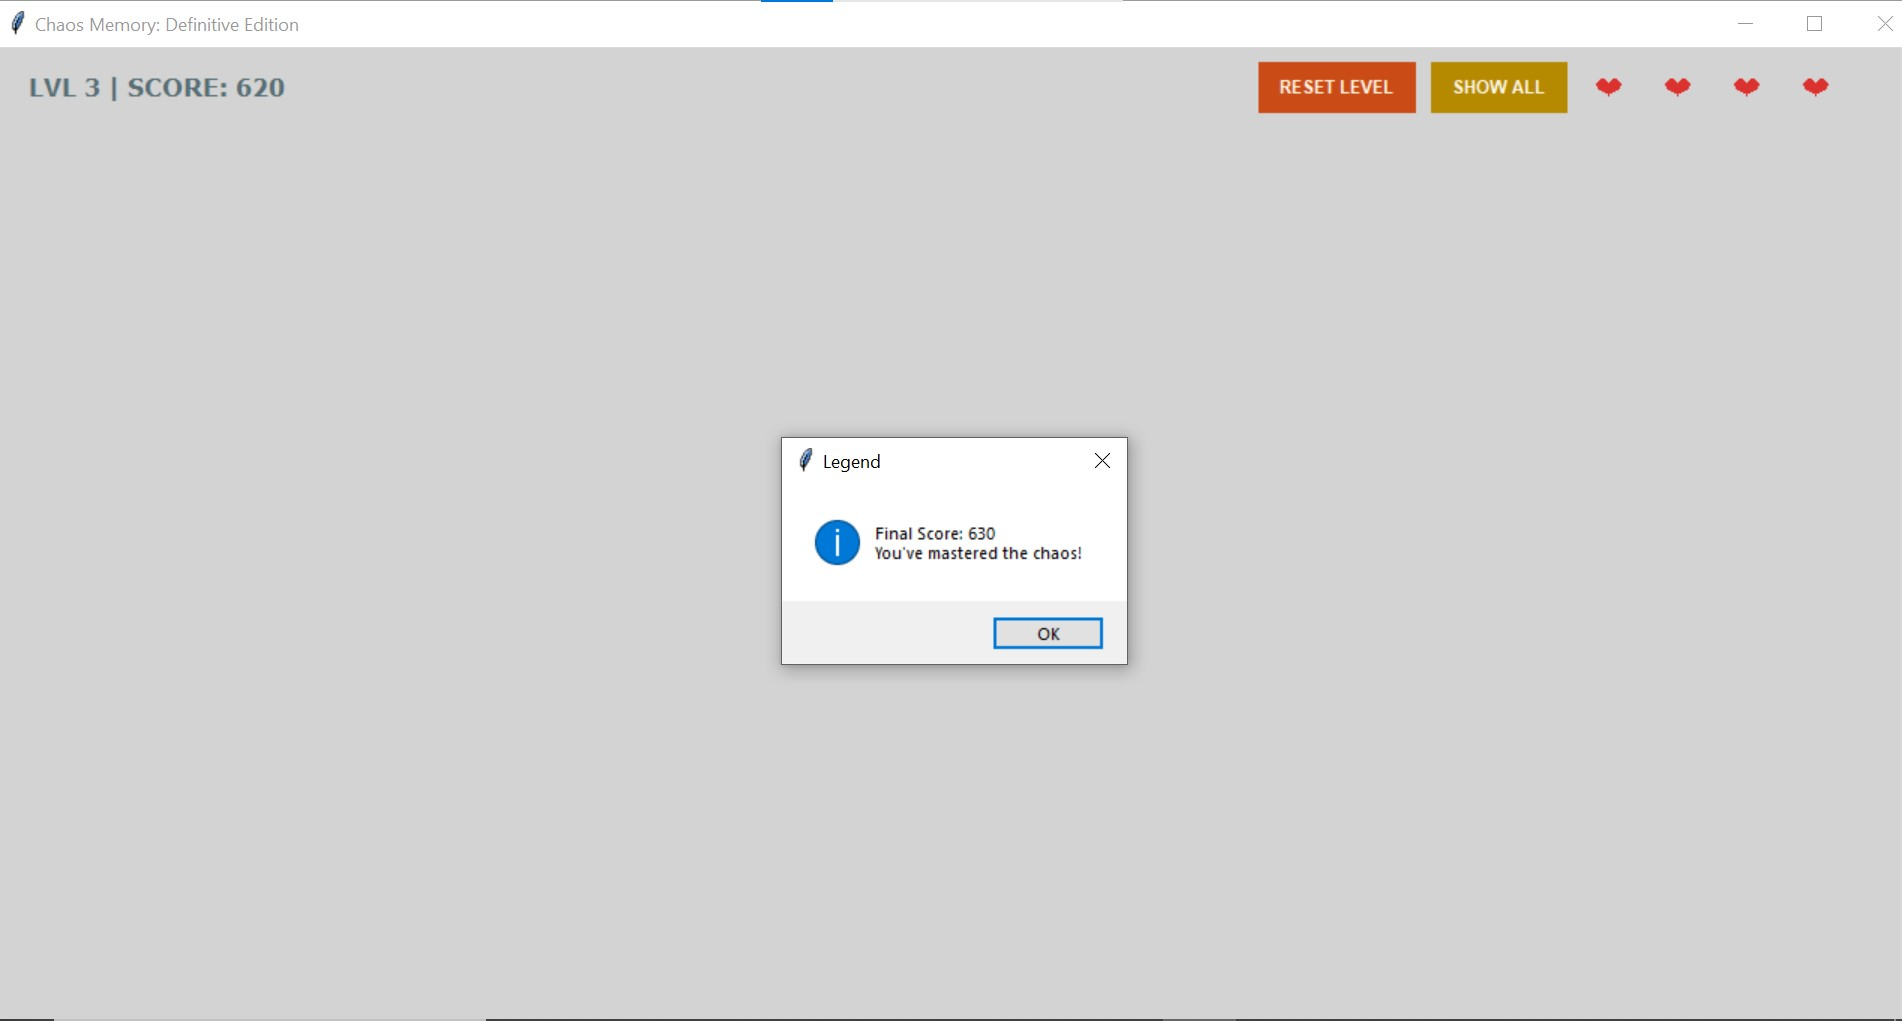 Chaos Memory: Definitive Edition
LVL 3 | SCORE: 620
RESET LEVEL
SHOW ALL
Legend
Final Score: 630
You've mastered the chaos!
OK